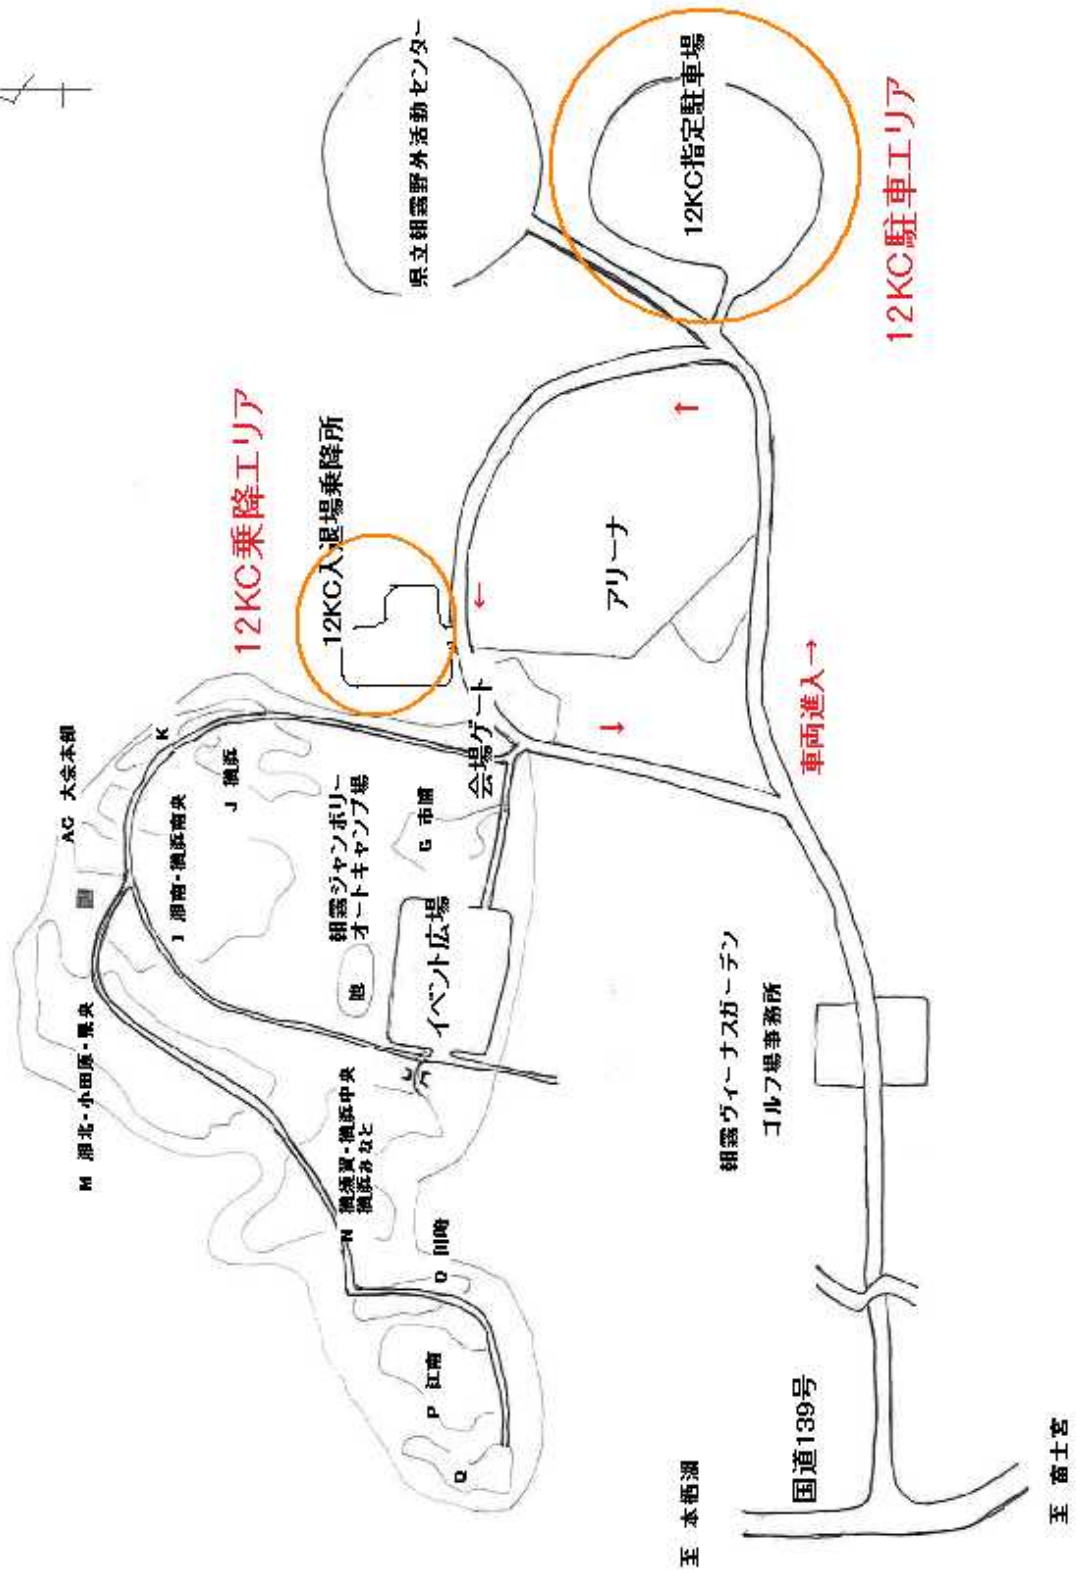 県立朝霧野外活動センター
12KC指定駐車場
12KC駐車エリア
12KC乗降エリア
12KC入退場乗降所
アリーナ
会場ゲート
車両進入→
AC 大会本部
K
J 横浜
I 湘南・横浜南央
朝霧ジャンボリー
オートキャンプ場
G 市浦
池
イベント広場
M 湘北・小田原・県央
N 横須賀・横浜中央
横浜みなと
川崎
P 江南
Q
朝霧ヴィーナスガーデン
ゴルフ場事務所
国道139号
至 本栖湖
至 富士宮